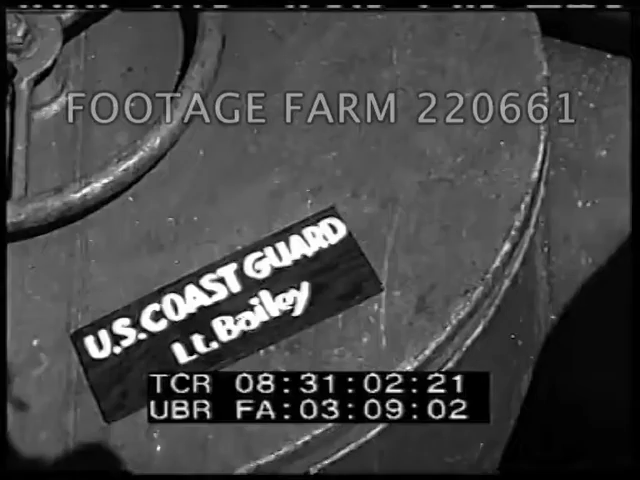 FOOTAGE FARM 220661
U.S. COAST GUARD
Lt. Bailey
TCR 08:31:02:21
UBR FA:03:09:02